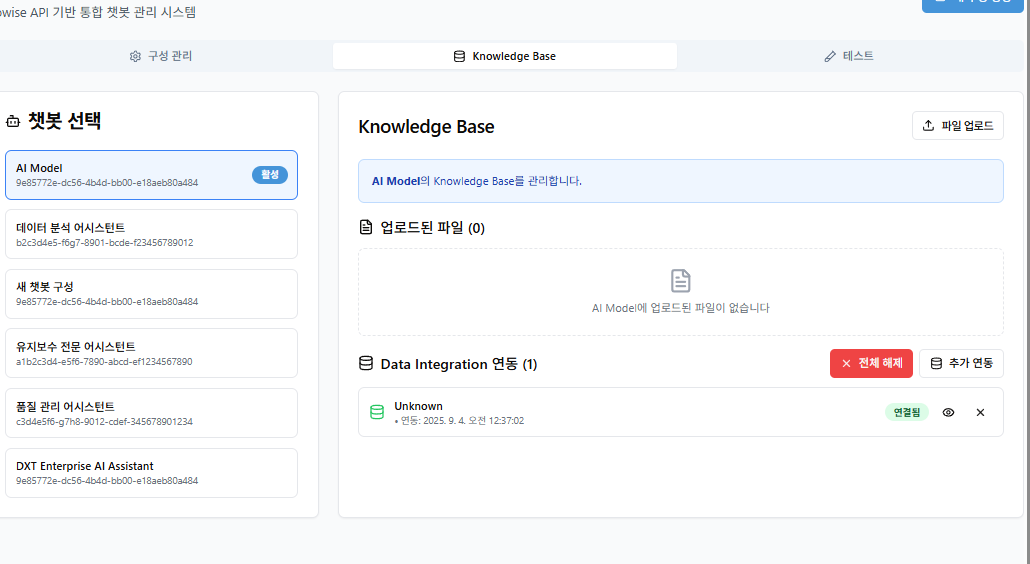 API 기반 통합 챗봇 관리 시스템
구성 관리
Knowledge Base
테스트
챗봇 선택
AI Model
9e85772e-dc56-4b4d-bb00-e18aeb80a484
활성
데이터 분석 어시스턴트
b2c3d4e5-f6g7-8901-bcde-f23456789012
새 챗봇 구성
9e85772e-dc56-4b4d-bb00-e18aeb80a484
유지보수 전문 어시스턴트
a1b2c3d4-e5f6-7890-abcd-ef1234567890
품질 관리 어시스턴트
c3d4e5f6-g7h8-9012-cdef-345678901234
DXT Enterprise AI Assistant
9e85772e-dc56-4b4d-bb00-e18aeb80a484
Knowledge Base
파일 업로드
AI Model의 Knowledge Base를 관리합니다.
업로드된 파일 (0)
AI Model에 업로드된 파일이 없습니다
Data Integration 연동 (1)
전체 해제
추가 연동
Unknown
• 연동: 2025. 9. 4. 오전 12:37:02
연결됨